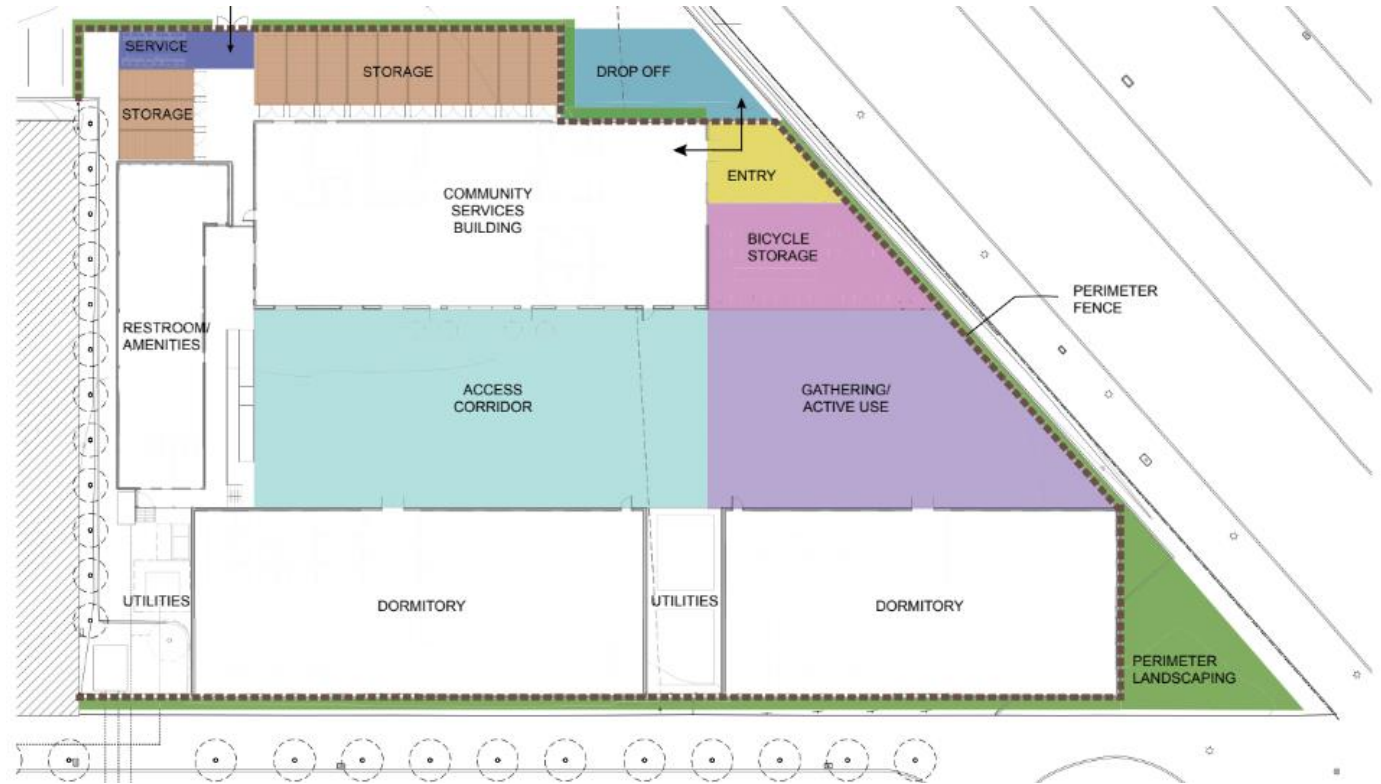 SERVICE
STORAGE
DROP OFF
STORAGE
ENTRY
COMMUNITY
SERVICES
BUILDING
BICYCLE
STORAGE
PERIMETER
FENCE
RESTROOM/
AMENITIES
ACCESS
CORRIDOR
GATHERING/
ACTIVE USE
UTILITIES
DORMITORY
UTILITIES
DORMITORY
PERIMETER
LANDSCAPING